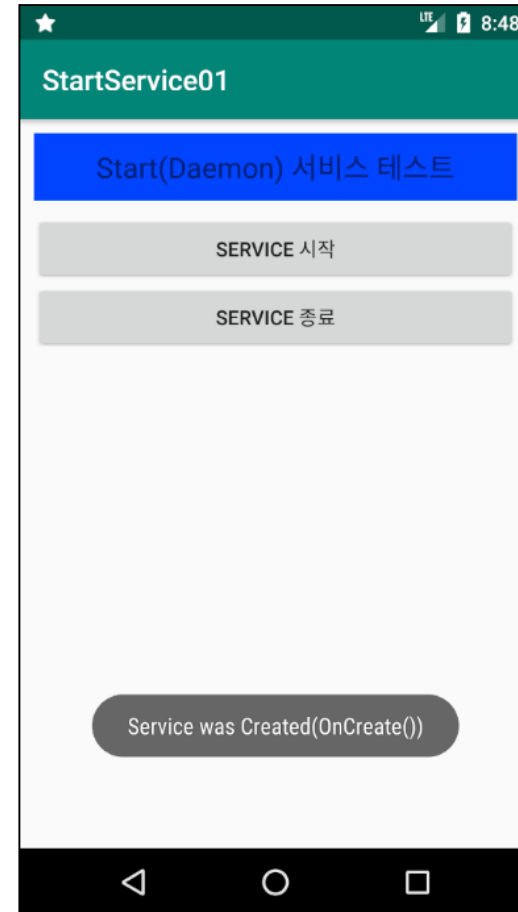 LTE 8:48
StartService01
Start(Daemon) 서비스 테스트
SERVICE 시작
SERVICE 종료
Service was Created(OnCreate())